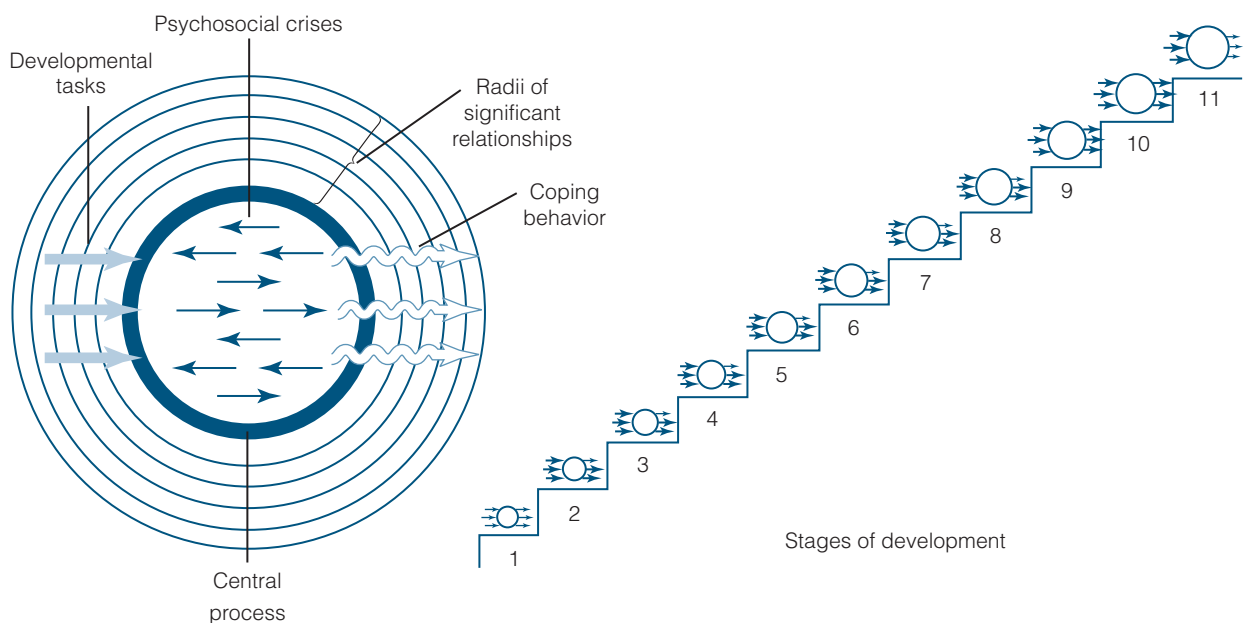 Psychosocial crises
Developmental
tasks
Radii of
significant
relationships
Coping
behavior
Central
process
1
2
3
4
5
6
7
8
9
10
11
Stages of development